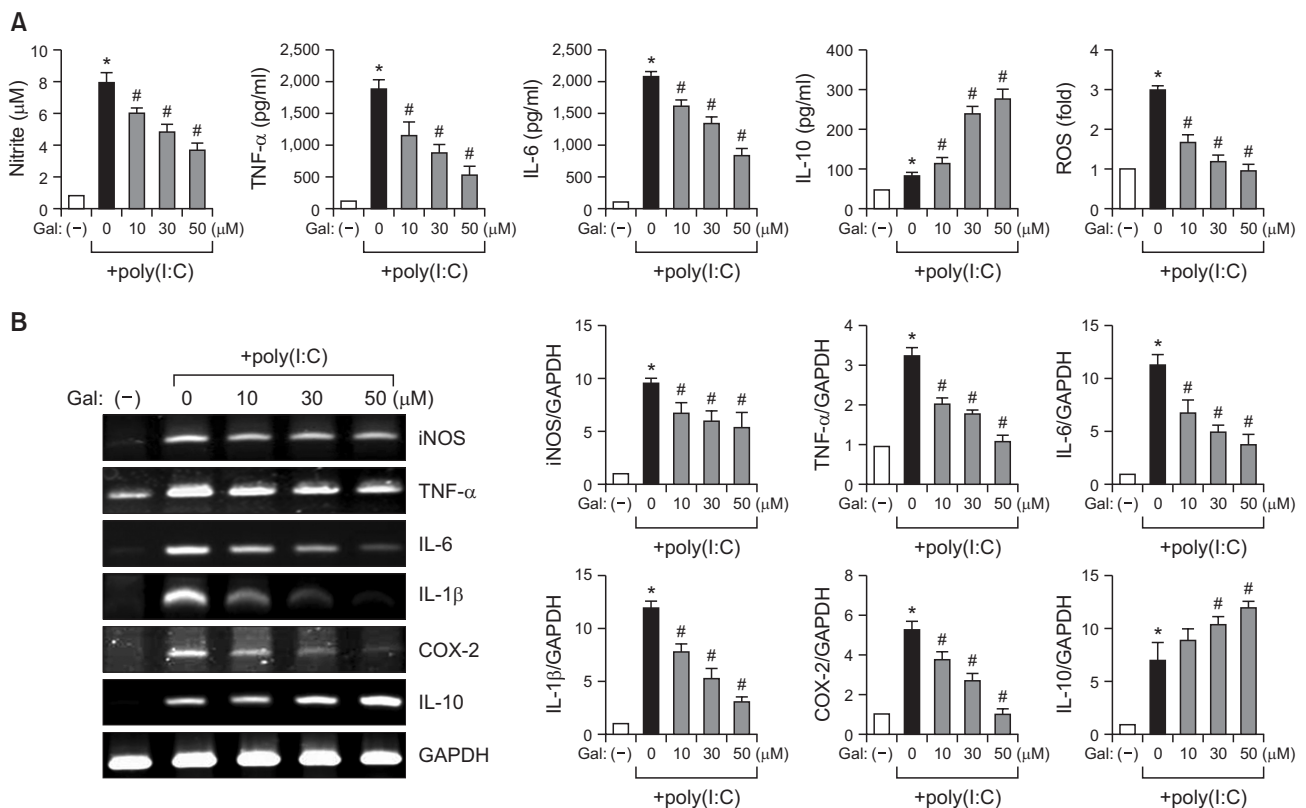 A
Nitrite (μM)
10
8
6
4
2
0
*
#
#
#
Gal: (−) 0 10 30 50 (μM)
+poly(I:C)
TNF-α (pg/ml)
2,500
2,000
1,500
1,000
500
0
*
#
#
#
(−) 0 10 30 50 (μM)
+poly(I:C)
IL-6 (pg/ml)
2,500
2,000
1,500
1,000
500
0
*
#
#
#
(−) 0 10 30 50 (μM)
+poly(I:C)
IL-10 (pg/ml)
400
300
200
100
0
*
#
#
#
(−) 0 10 30 50 (μM)
+poly(I:C)
ROS (fold)
4
3
2
1
0
*
#
#
#
Gal: (−) 0 10 30 50 (μM)
+poly(I:C)
B
+poly(I:C)
Gal: (−) 0 10 30 50 (μM)
iNOS
TNF-α
IL-6
IL-1β
COX-2
IL-10
GAPDH
iNOS/GAPDH
15
10
5
0
*
#
#
#
Gal: (−) 0 10 30 50 (μM)
+poly(I:C)
TNF-α/GAPDH
4
3
2
1
0
*
#
#
#
Gal: (−) 0 10 30 50 (μM)
+poly(I:C)
IL-6/GAPDH
15
10
5
0
*
#
#
#
Gal: (−) 0 10 30 50 (μM)
+poly(I:C)
IL-1β/GAPDH
15
10
5
0
*
#
#
#
Gal: (−) 0 10 30 50 (μM)
+poly(I:C)
COX-2/GAPDH
8
6
4
2
0
*
#
#
#
Gal: (−) 0 10 30 50 (μM)
+poly(I:C)
IL-10/GAPDH
15
10
5
0
*
#
#
Gal: (−) 0 10 30 50 (μM)
+poly(I:C)